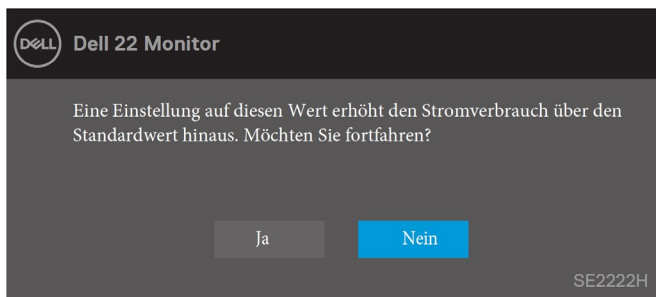 DELL Dell 22 Monitor
Eine Einstellung auf diesen Wert erhöht den Stromverbrauch über den
Standardwert hinaus. Möchten Sie fortfahren?
Ja Nein
SE2222H